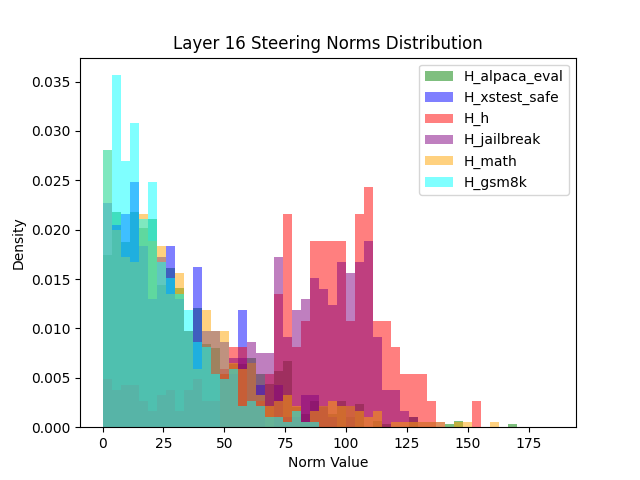 Layer 16 Steering Norms Distribution
H_alpaca_eval
H_xstest_safe
H_h
H_jailbreak
H_math
H_gsm8k
Density
0.035
0.030
0.025
0.020
0.015
0.010
0.005
0.000
0 25 50 75 100 125 150 175
Norm Value